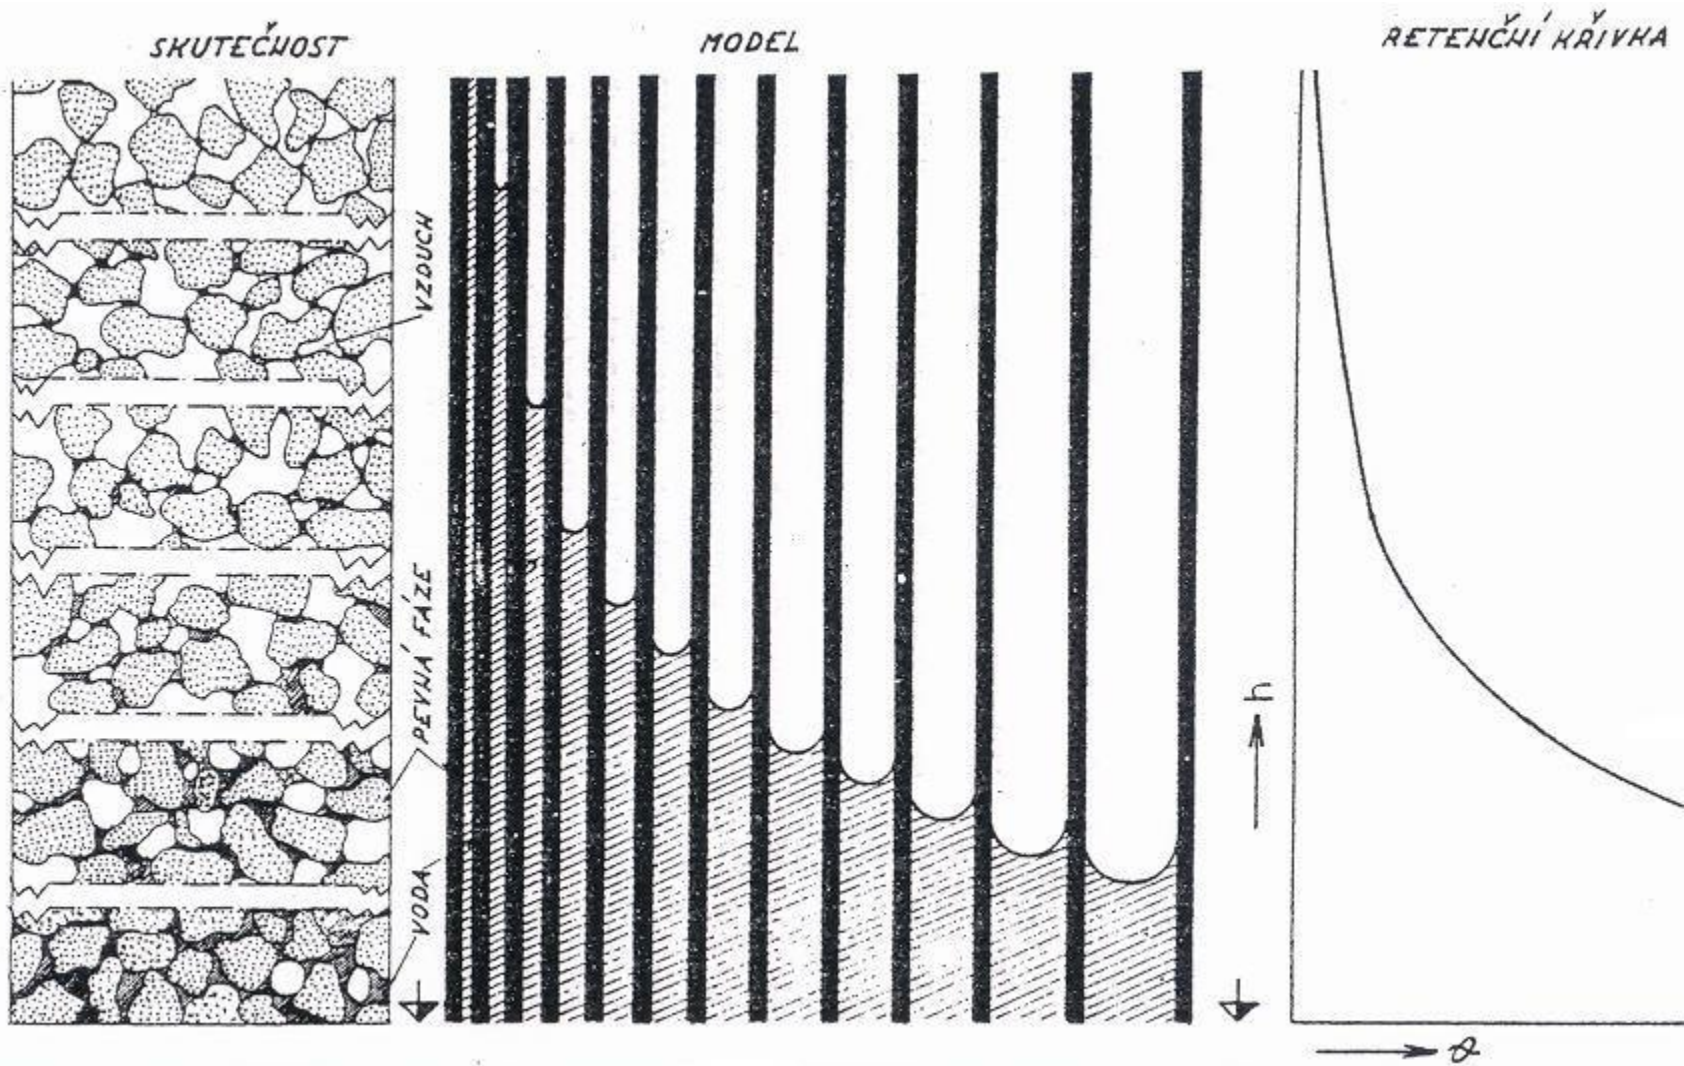 SKUTEČNOST
MODEL
RETENČNÍ KŘIVKA
VZDUCH
PEVNÁ FÁZE
VODA
h
ϑ